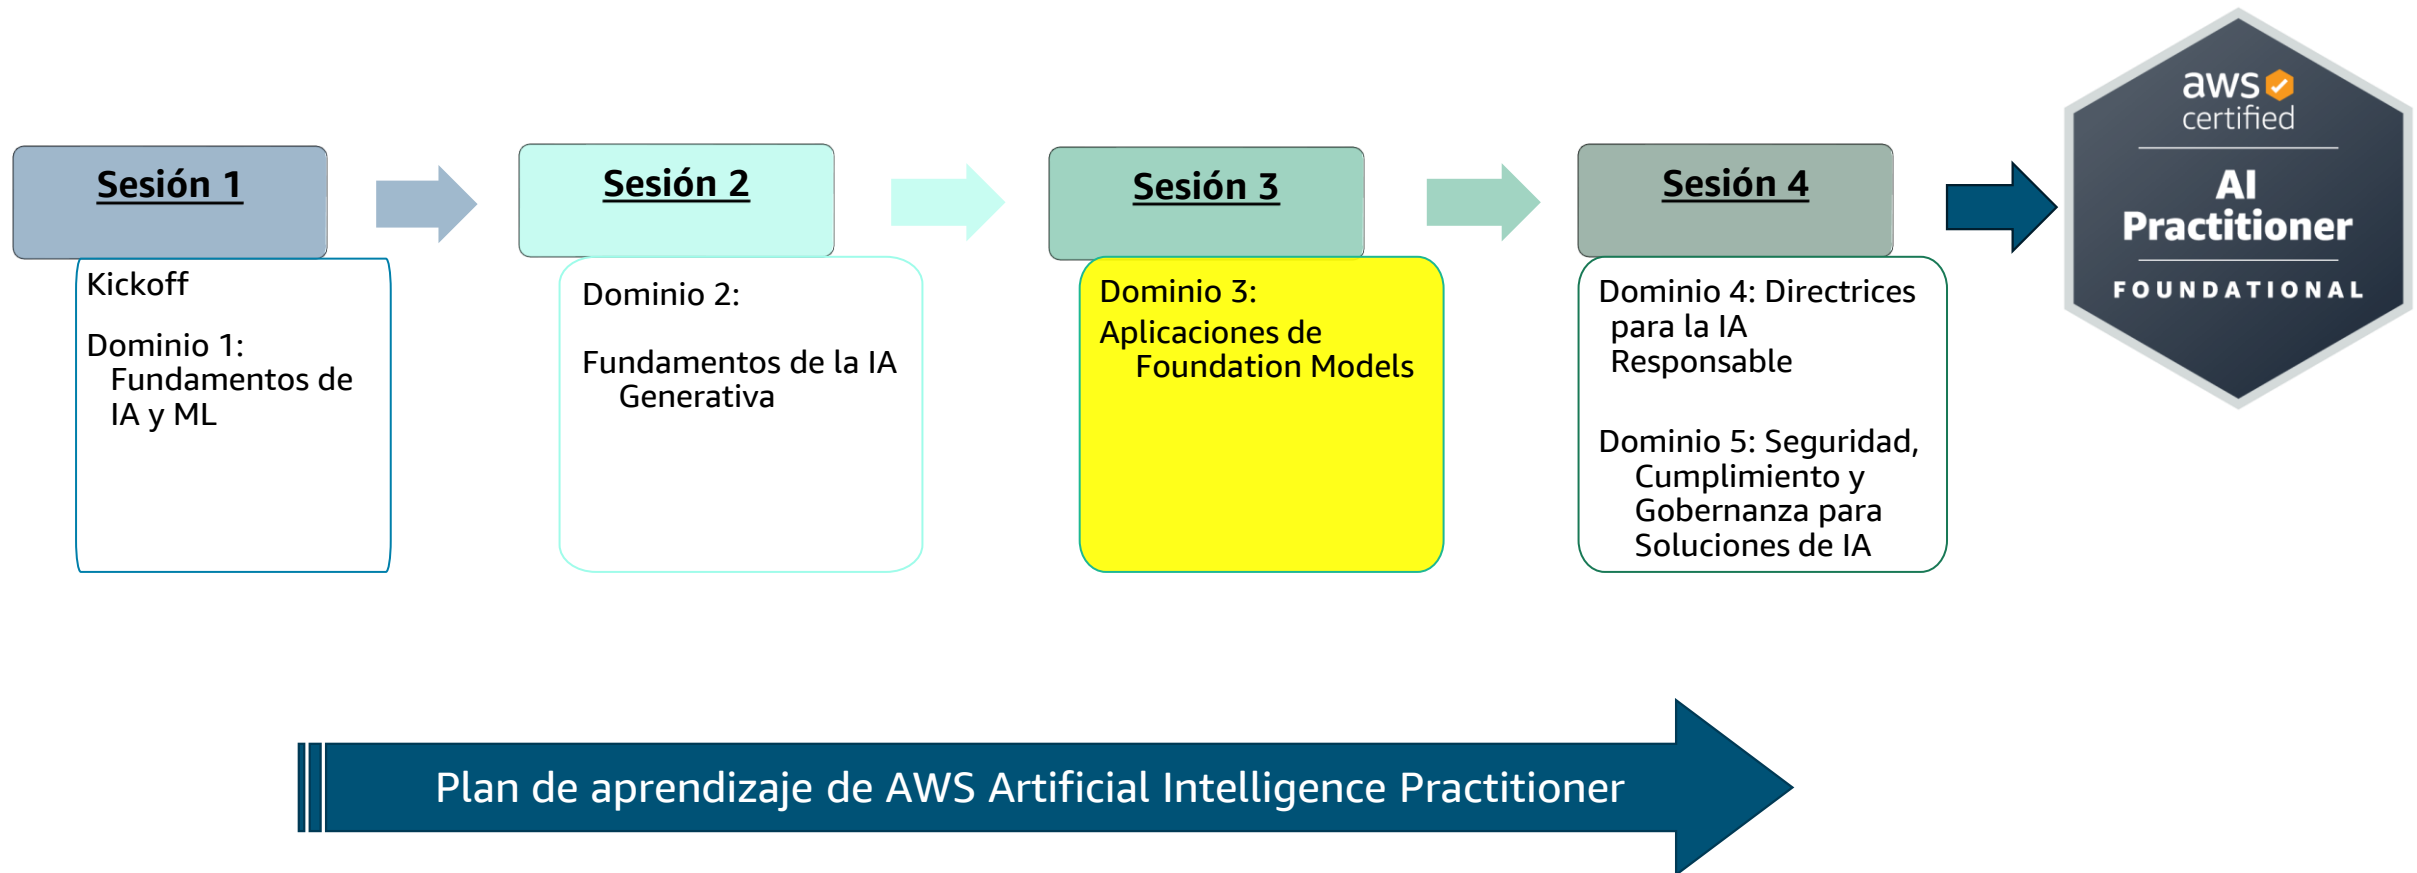 Sesión 1
Kickoff
Dominio 1:
Fundamentos de
IA y ML
Sesión 2
Dominio 2:
Fundamentos de la IA
Generativa
Sesión 3
Dominio 3:
Aplicaciones de
Foundation Models
Sesión 4
Dominio 4: Directrices
para la IA
Responsable
Dominio 5: Seguridad,
Cumplimiento y
Gobernanza para
Soluciones de IA
aws
certified
AI
Practitioner
FOUNDATIONAL
Plan de aprendizaje de AWS Artificial Intelligence Practitioner